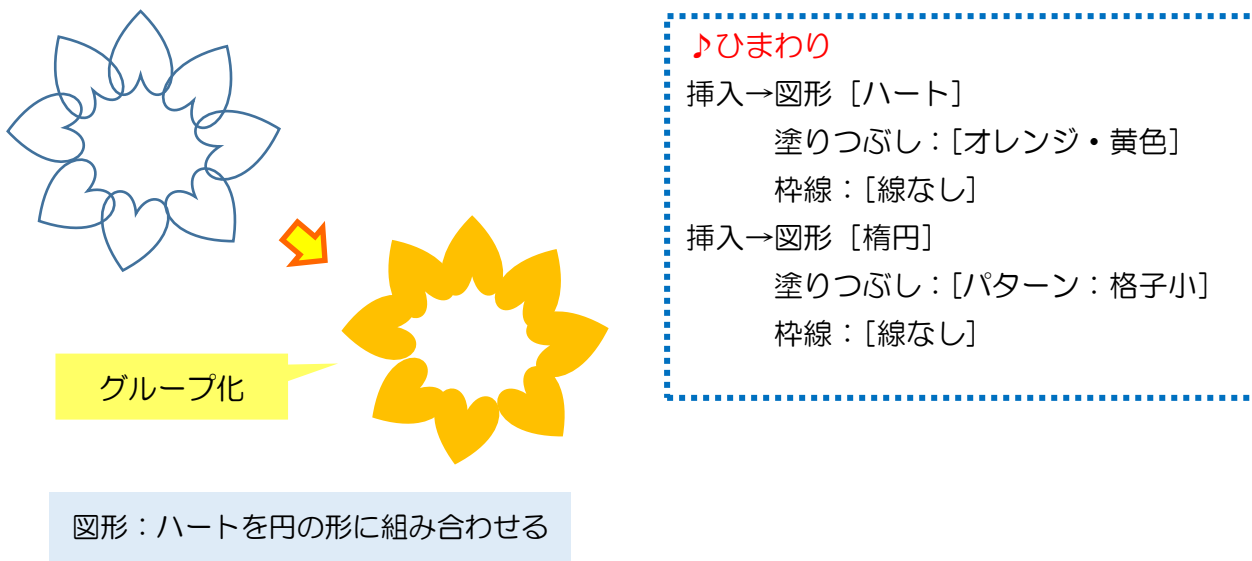 ♪ひまわり
挿入→図形［ハート］
塗りつぶし：［オレンジ・黄色］
枠線：［線なし］
挿入→図形［楕円］
塗りつぶし：［パターン：格子小］
枠線：［線なし］
グループ化
図形：ハートを円の形に組み合わせる